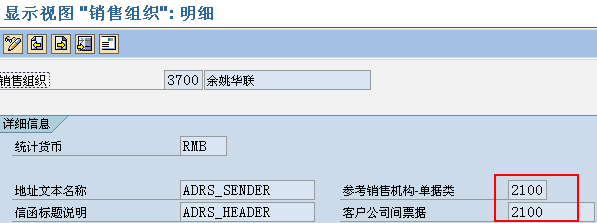 显示视图 "销售组织": 明细
销售组织 3700 余姚华联
详细信息
统计货币 RMB
地址文本名称 ADRS_SENDER 参考销售机构-单据类 2100
信函标题说明 ADRS_HEADER 客户公司间票据 2100